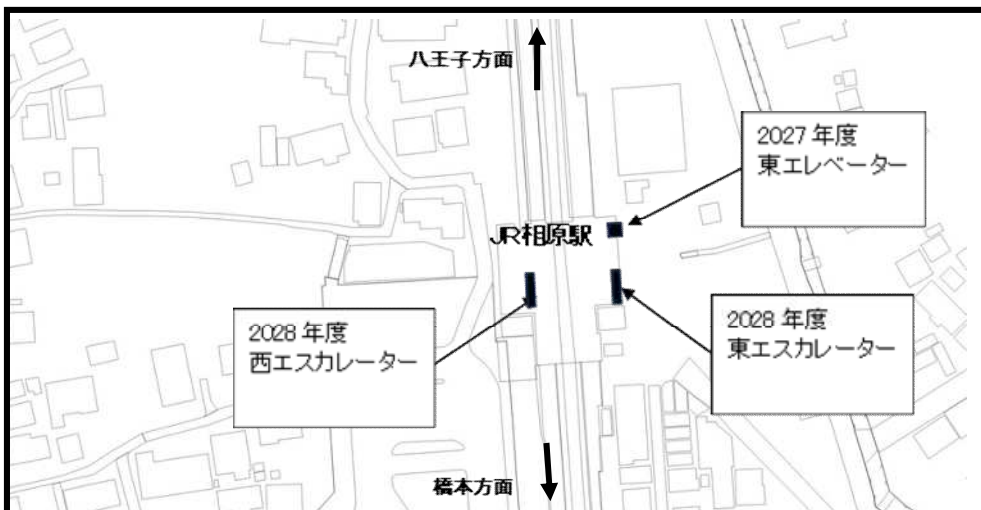 八王子方面
2027 年度
東エレベーター
JR相原駅
2028 年度
西エスカレーター
2028 年度
東エスカレーター
橋本方面